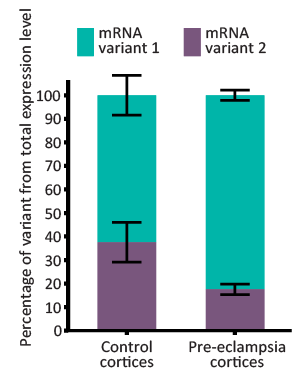 mRNA
variant 1
mRNA
variant 2
Percentage of variant from total expression level
100
90
80
70
60
50
40
30
20
10
0
Control
cortices
Pre-eclampsia
cortices